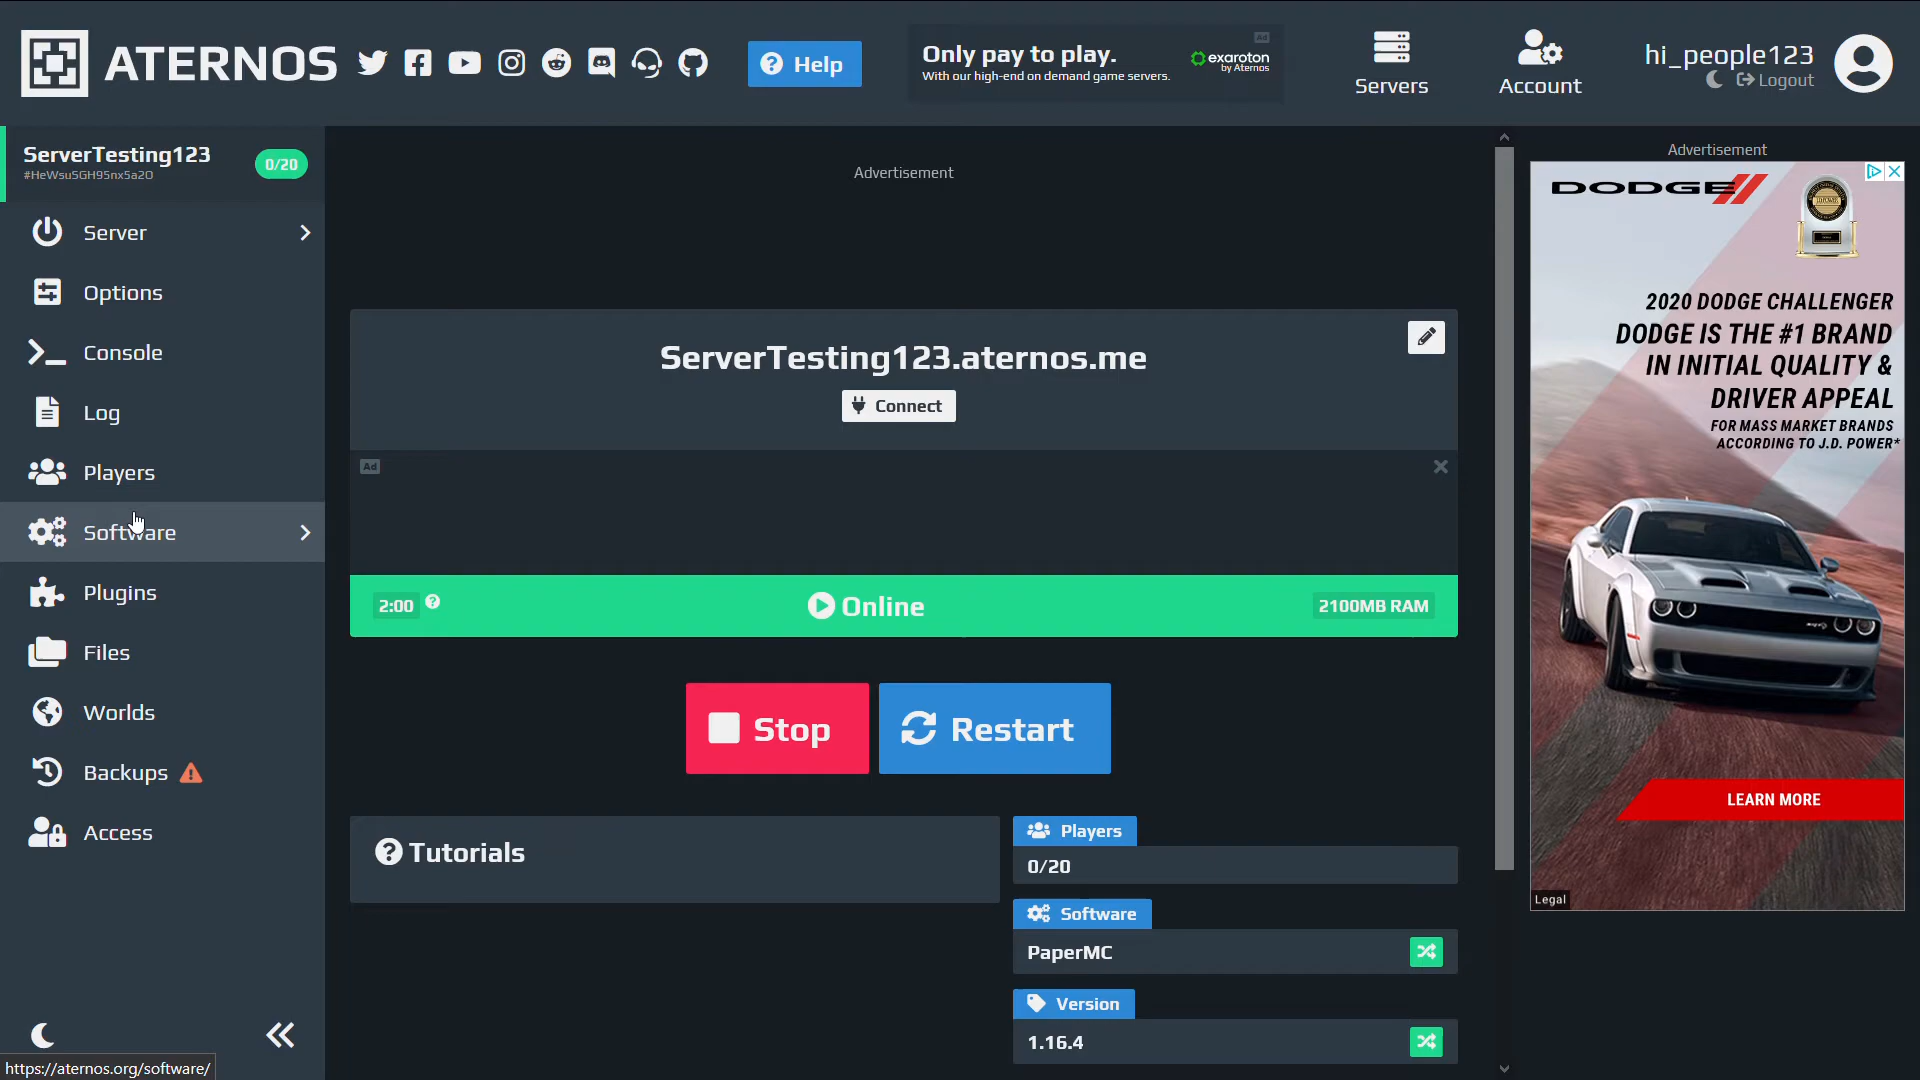 ATERNOS
Help
Only pay to play.
With our high-end on demand game servers.
Ad
exaroton
by Aternos
Servers
Account
hi_people123
Logout
ServerTesting123
#HeWsuSGH95nx5a20
0/20
Server
Options
Console
Log
Players
Software
Plugins
Files
Worlds
Backups
Access
https://aternos.org/software/
Advertisement
ServerTesting123.aternos.me
Connect
Ad
2:00
Online
2100MB RAM
Stop
Restart
Tutorials
Players
0/20
Software
PaperMC
Version
1.16.4
Advertisement
DODGE
2020 DODGE CHALLENGER
DODGE IS THE #1 BRAND
IN INITIAL QUALITY &
DRIVER APPEAL
FOR MASS MARKET BRANDS
ACCORDING TO J.D. POWER*
LEARN MORE
Legal